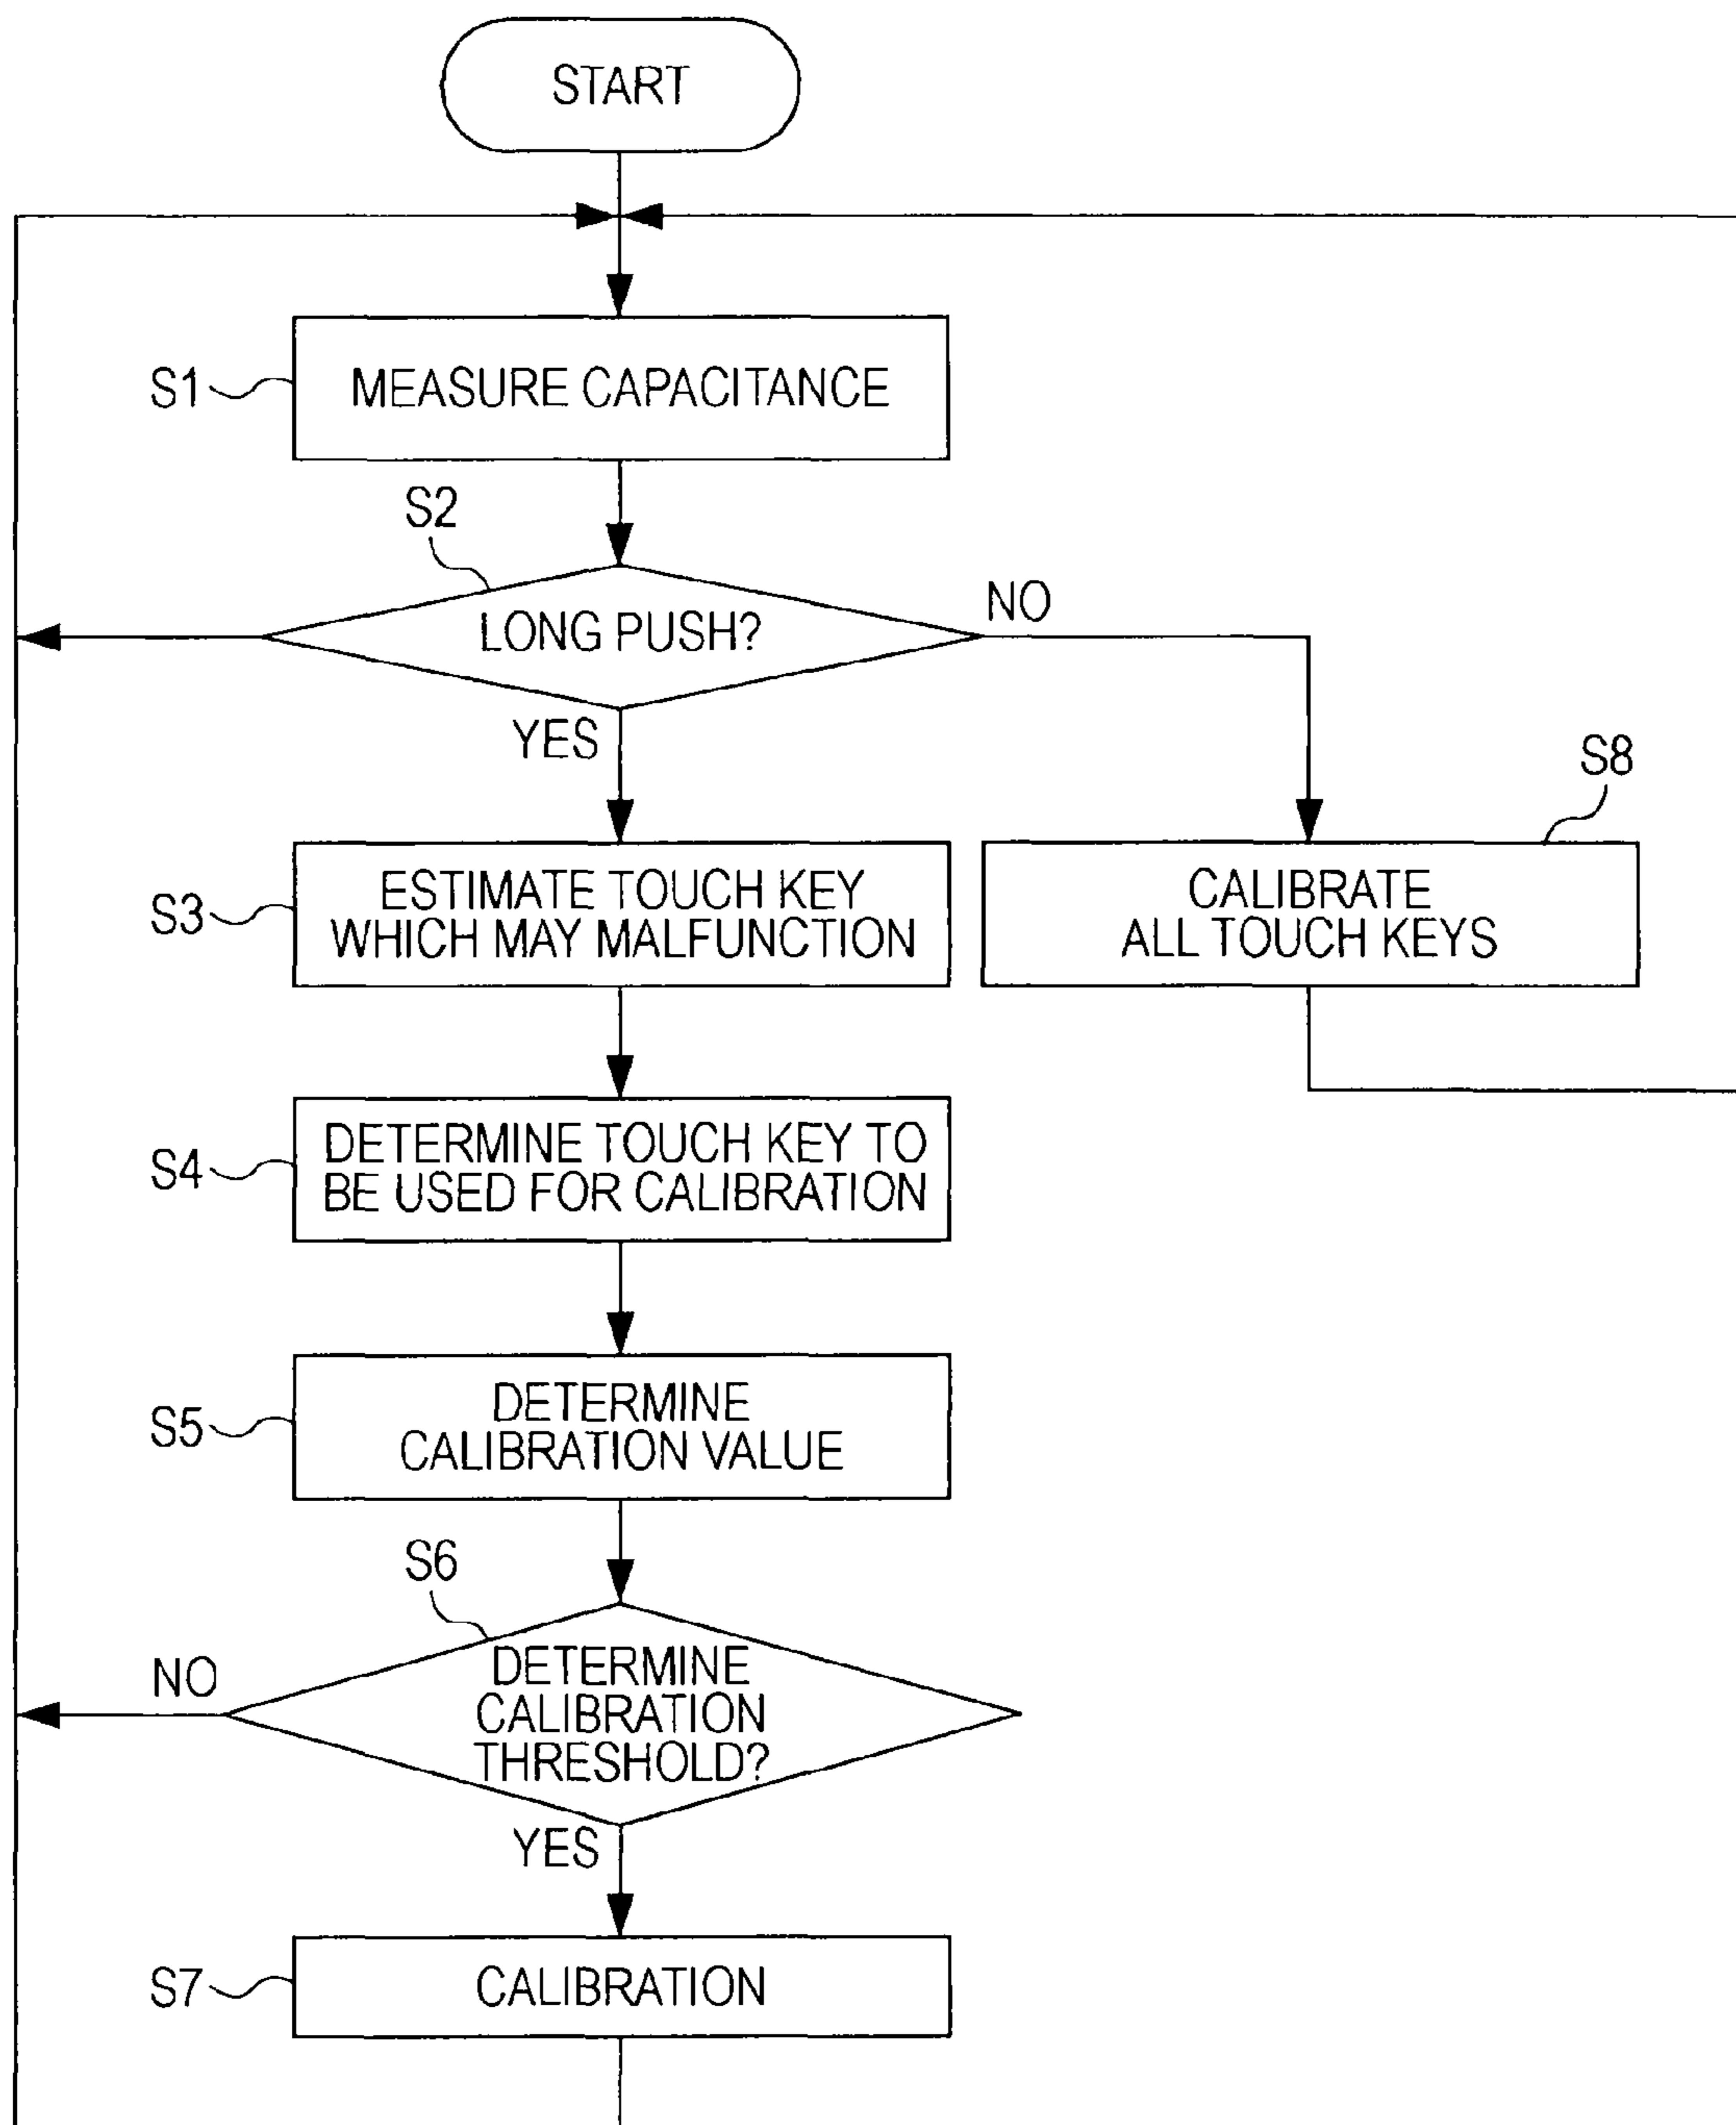 START
S1
MEASURE CAPACITANCE
S2
LONG PUSH?
NO
YES
S8
S3
ESTIMATE TOUCH KEY
WHICH MAY MALFUNCTION
CALIBRATE
ALL TOUCH KEYS
S4
DETERMINE TOUCH KEY TO
BE USED FOR CALIBRATION
S5
DETERMINE
CALIBRATION VALUE
S6
NO
DETERMINE
CALIBRATION
THRESHOLD?
YES
S7
CALIBRATION